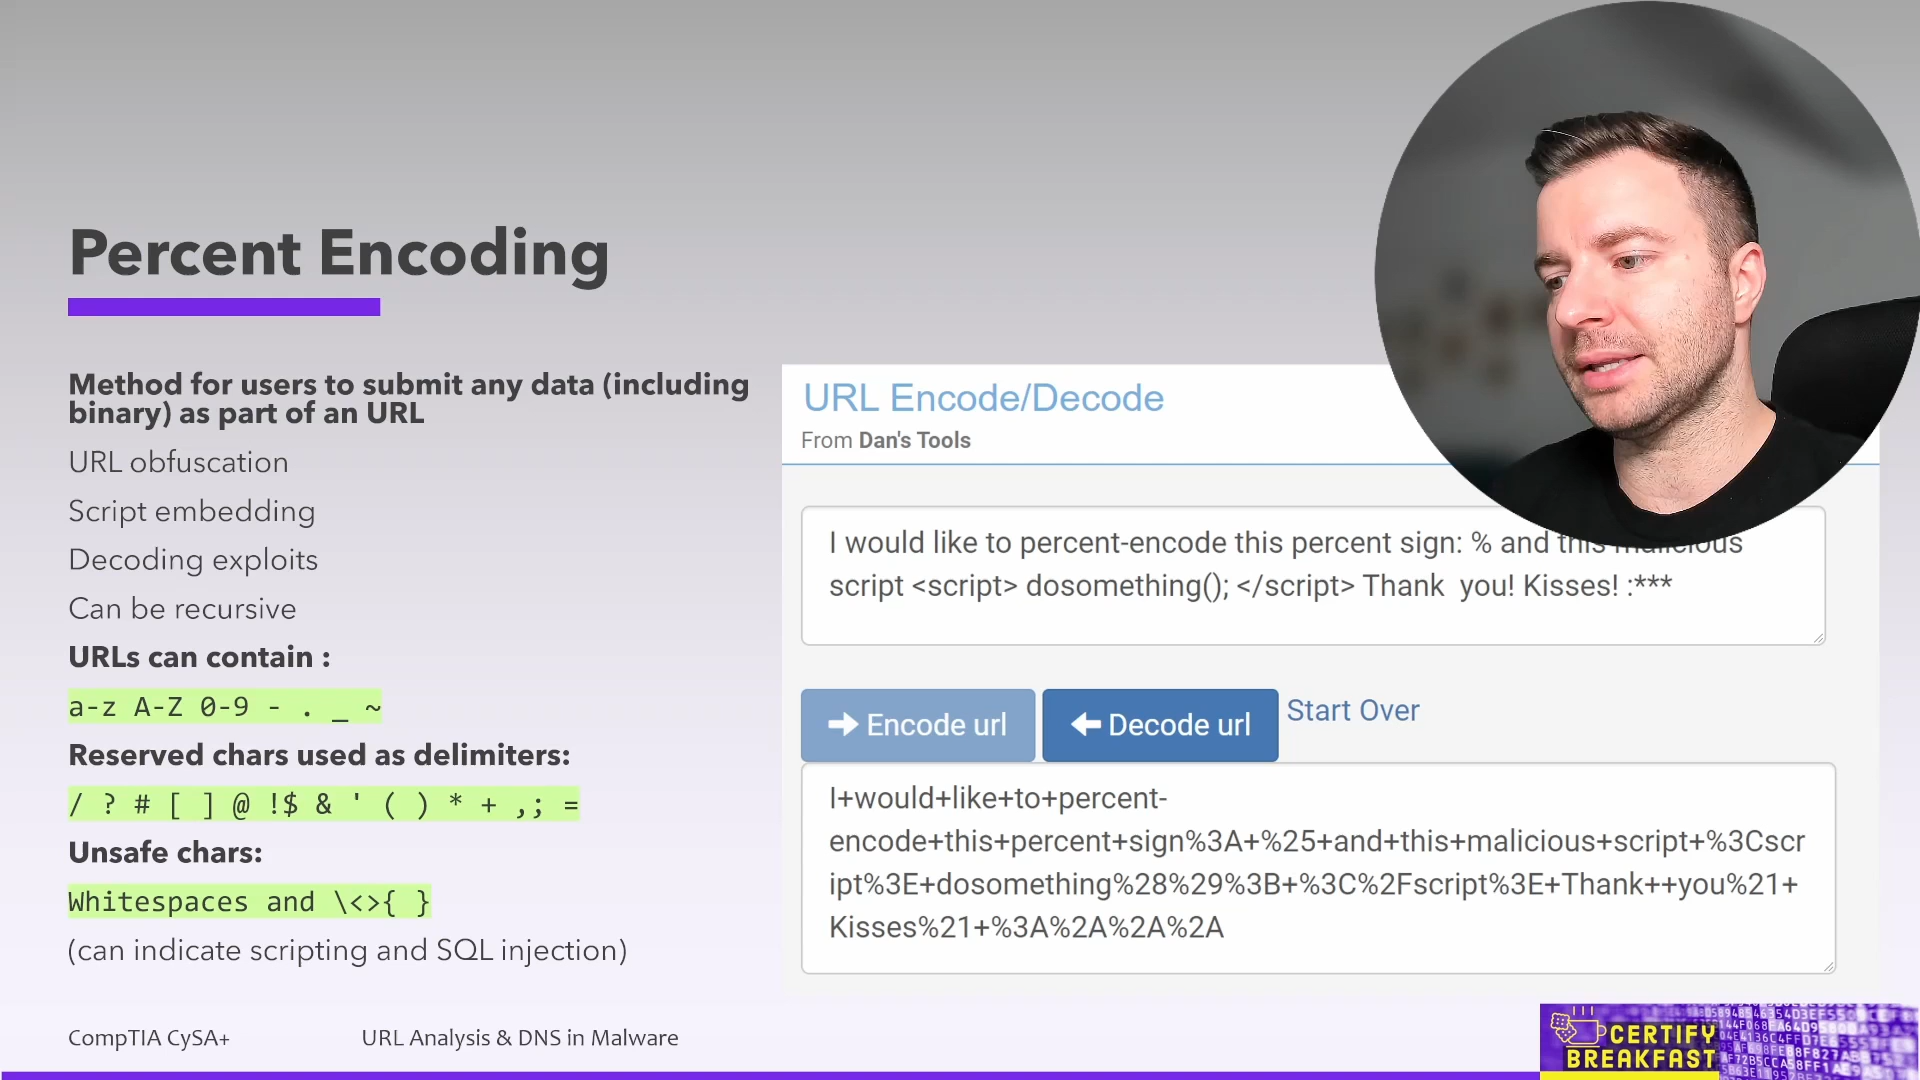 Percent Encoding
Method for users to submit any data (including
binary) as part of an URL
URL obfuscation
Script embedding
Decoding exploits
Can be recursive
URLs can contain :
a-z A-Z 0-9 - . _ ~
Reserved chars used as delimiters:
/ ? # [ ] @ !$ & ' ( ) * + ,; =
Unsafe chars:
Whitespaces and \<>{ }
(can indicate scripting and SQL injection)
URL Encode/Decode
From Dan's Tools
I would like to percent-encode this percent sign: % and this malicious
script <script> dosomething(); </script> Thank  you! Kisses! :***
Encode url
Decode url
Start Over
I+would+like+to+percent-
encode+this+percent+sign%3A+%25+and+this+malicious+script+%3Cscr
ipt%3E+dosomething%28%29%3B+%3C%2Fscript%3E+Thank++you%21+
Kisses%21+%3A%2A%2A%2A
CompTIA CySA+
URL Analysis & DNS in Malware
CERTIFY
BREAKFAST